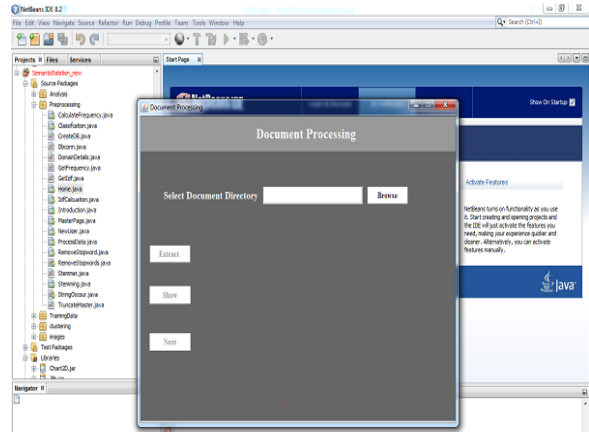 NetBeans IDE 8.2
File Edit View Navigate Source Refactor Run Debug Profile Team Tools Window Help
Search (Ctrl+I)
Projects Files Services
Start Page
SemanticRelation_new
Source Packages
Analysis
Preprocessing
CalculateFrequency.java
Classification.java
CreateDB.java
Dbconn.java
DomainDetails.java
GetFrequency.java
GetIdf.java
Home.java
IdfCalculation.java
Introduction.java
MasterPage.java
NewUser.java
ProcessData.java
RemoveStopword.java
RemoveStopwords.java
Stemmer.java
Stemming.java
StringOccour.java
TruncateMaster.java
TrainingData
clustering
images
Test Packages
Libraries
Chart2D.jar
Navigator
Show On Startup
Document Processing
Document Processing
Select Document Directory
Browse
Extract
Show
Next
Activate Features
NetBeans turns on functionality as you use
it. Start creating and opening projects and
the IDE will just activate the features you
need, making your experience quicker and
cleaner. Alternatively, you can activate
features manually.
Java